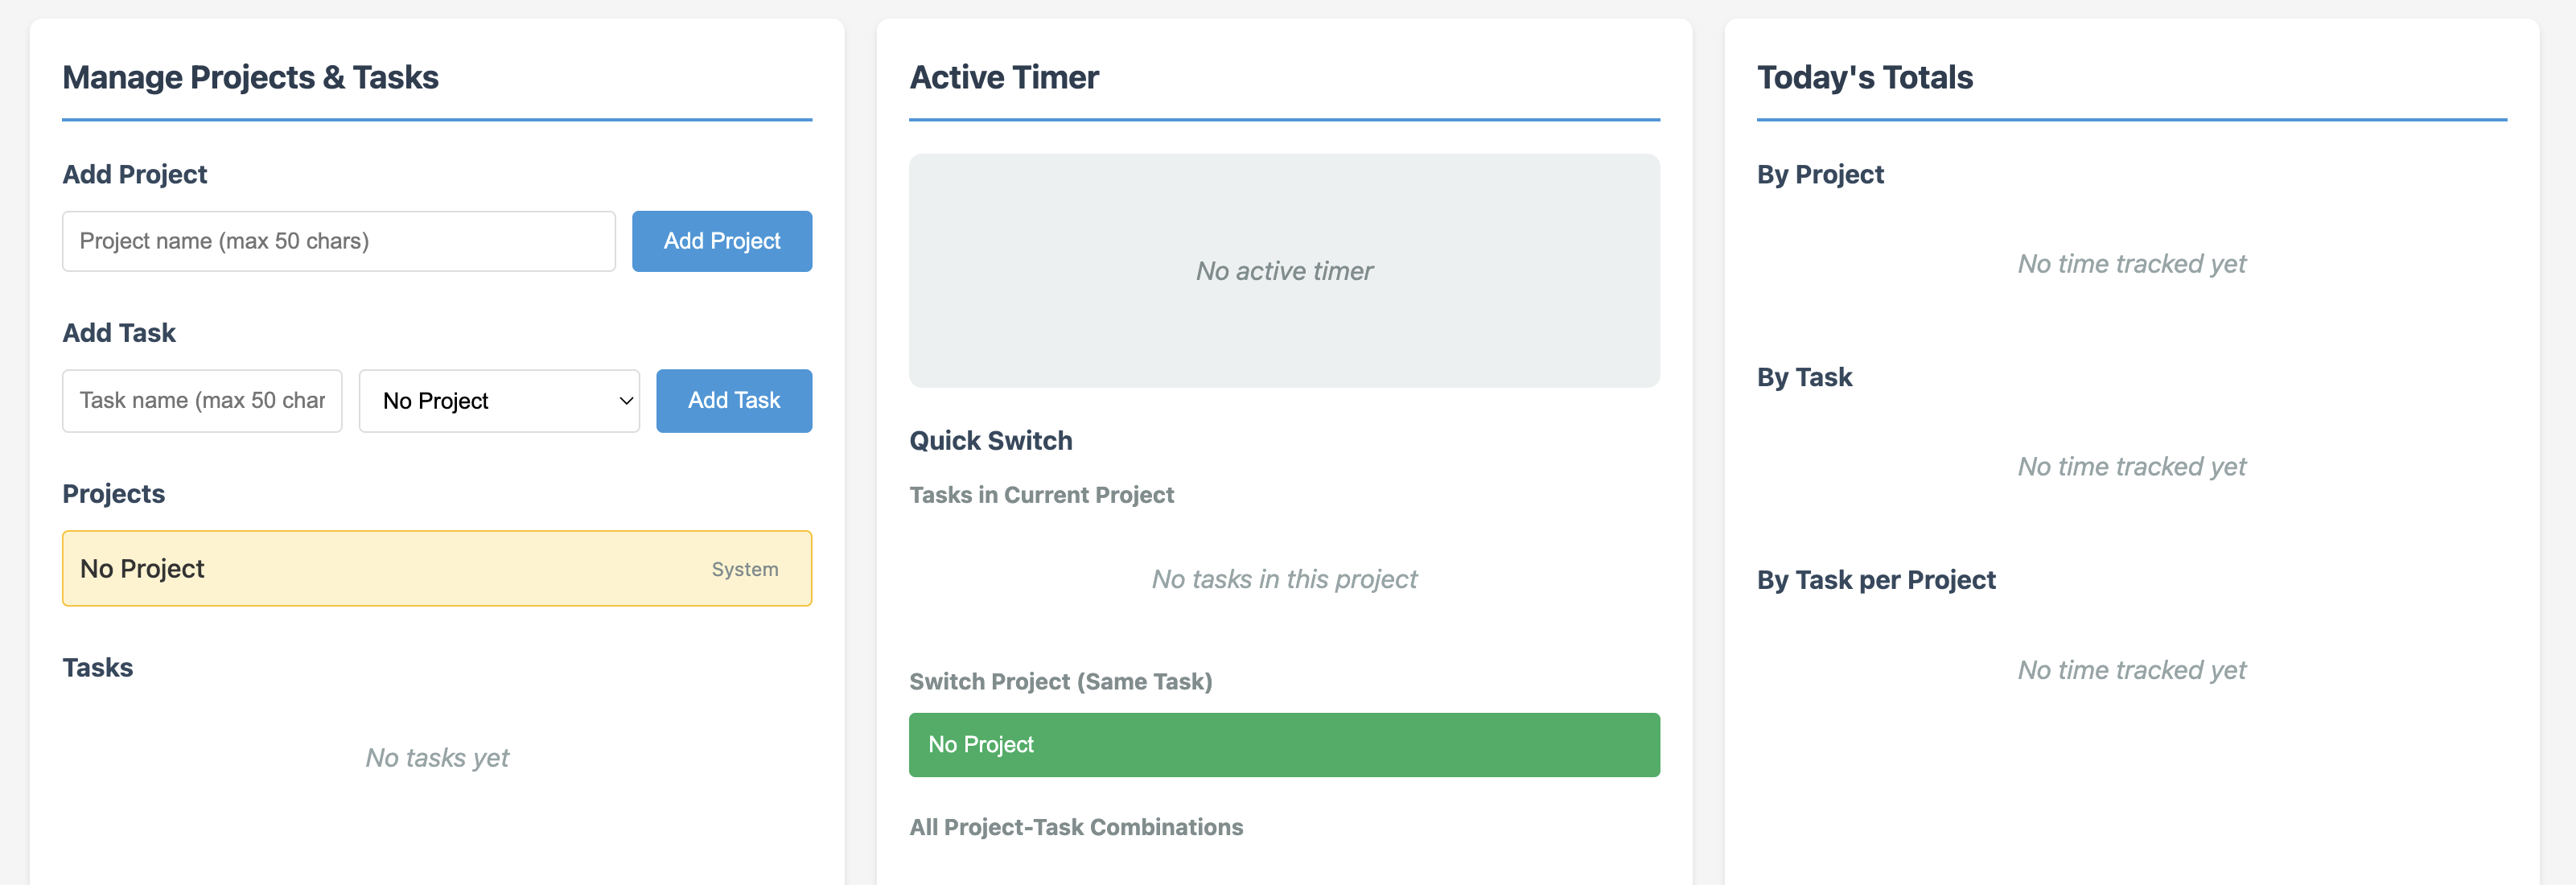 Manage Projects & Tasks
Add Project
Project name (max 50 chars)
Add Project
Add Task
Task name (max 50 char
No Project
Add Task
Projects
No Project
System
Tasks
No tasks yet
Active Timer
No active timer
Quick Switch
Tasks in Current Project
No tasks in this project
Switch Project (Same Task)
No Project
All Project-Task Combinations
Today's Totals
By Project
No time tracked yet
By Task
No time tracked yet
By Task per Project
No time tracked yet